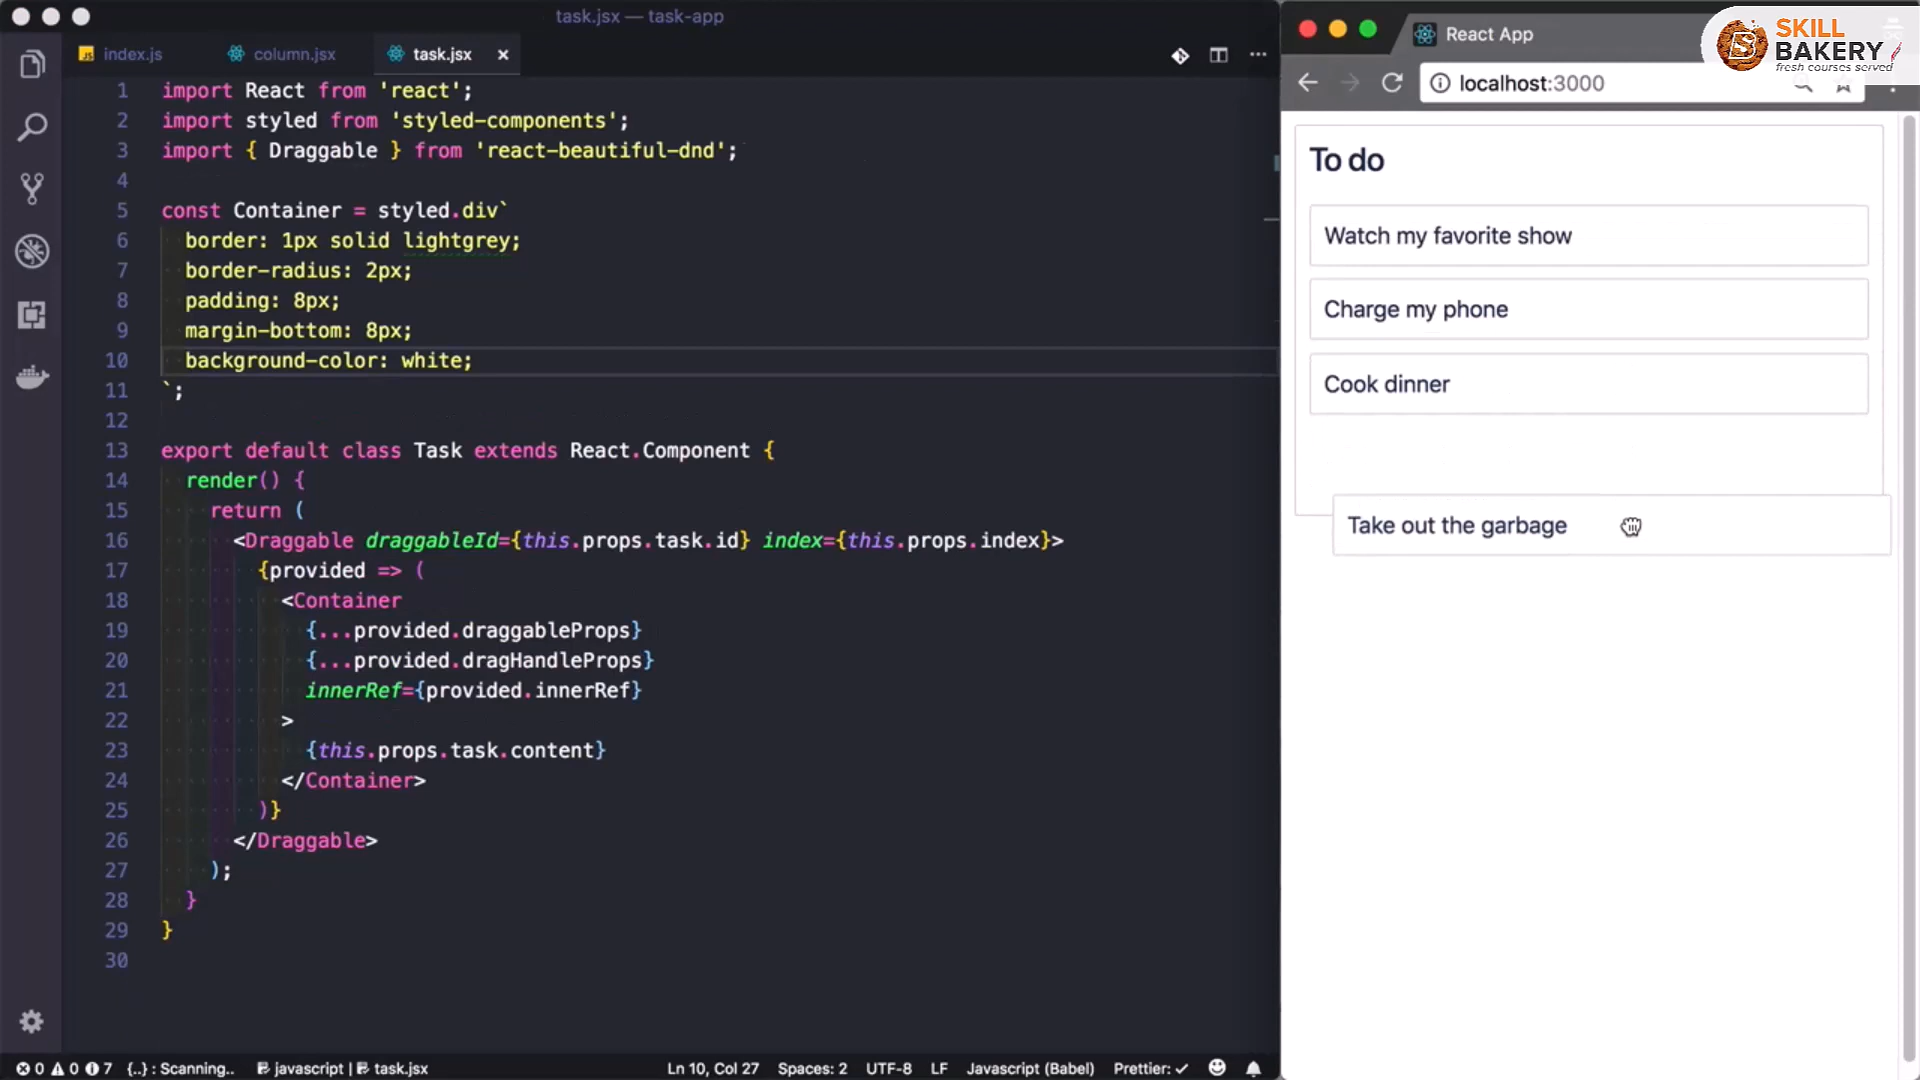 task.jsx — task-app
index.js
column.jsx
task.jsx
1 import React from 'react';
2 import styled from 'styled-components';
3 import { Draggable } from 'react-beautiful-dnd';
4
5 const Container = styled.div`
6 border: 1px solid lightgrey;
7 border-radius: 2px;
8 padding: 8px;
9 margin-bottom: 8px;
10 background-color: white;
11 `;
12
13 export default class Task extends React.Component {
14 render() {
15 return (
16 <Draggable draggableId={this.props.task.id} index={this.props.index}>
17 {provided => (
18 <Container
19 {...provided.draggableProps}
20 {...provided.dragHandleProps}
21 innerRef={provided.innerRef}
22 >
23 {this.props.task.content}
24 </Container>
25 )}
26 </Draggable>
27 );
28 }
29 }
30
0 0 7 {..} : Scanning.. javascript | task.jsx Ln 10, Col 27 Spaces: 2 UTF-8 LF Javascript (Babel) Prettier: ✓
React App
SKILL
BAKERY
fresh courses served
localhost:3000
To do
Watch my favorite show
Charge my phone
Cook dinner
Take out the garbage